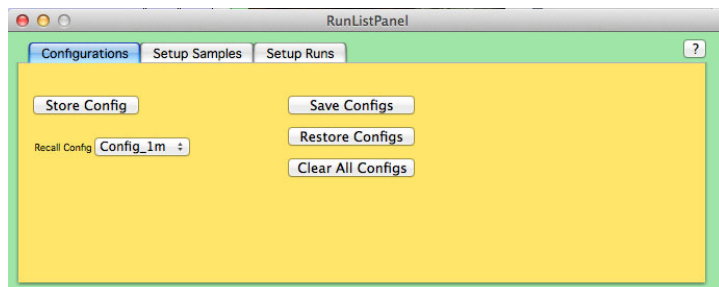 RunListPanel
Configurations Setup Samples Setup Runs ?
Store Config Save Configs
Restore Configs
Recall Config Config_1m
Clear All Configs